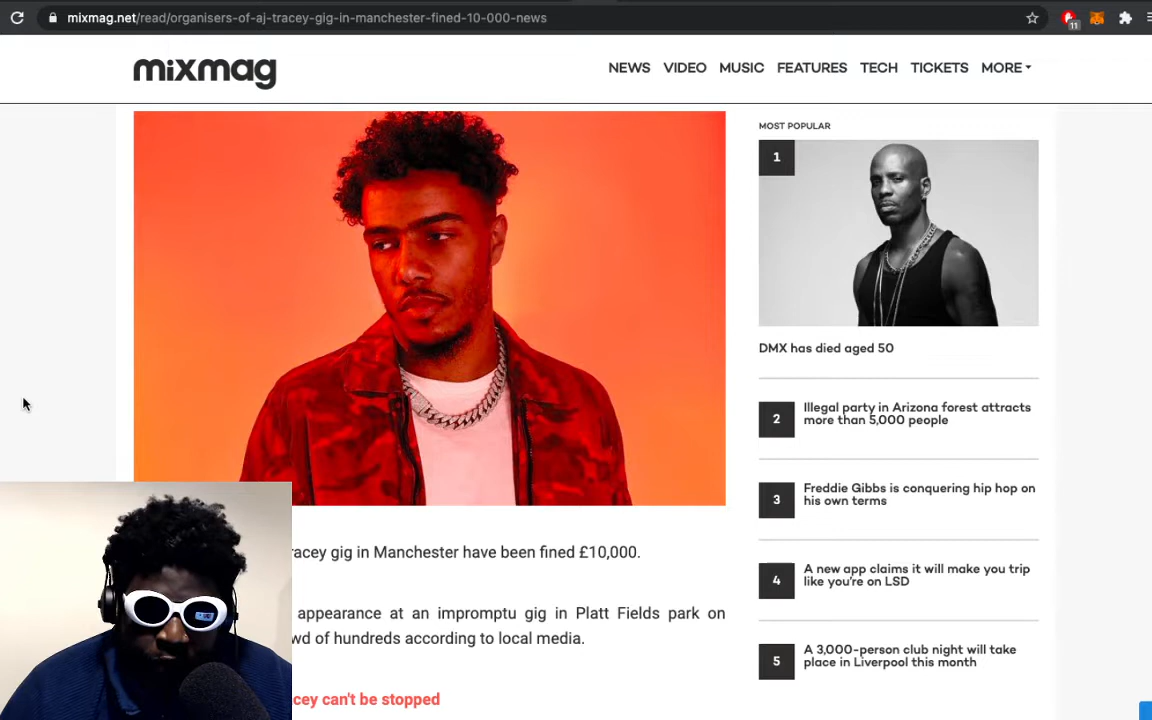 mixmag.net/read/organisers-of-aj-tracey-gig-in-manchester-fined-10-000-news
11
mixmag
NEWS VIDEO MUSIC FEATURES TECH TICKETS MORE
MOST POPULAR
1
DMX has died aged 50
2
Illegal party in Arizona forest attracts
more than 5,000 people
3
Freddie Gibbs is conquering hip hop on
his own terms
4
A new app claims it will make you trip
like you're on LSD
5
A 3,000-person club night will take
place in Liverpool this month
racey gig in Manchester have been fined £10,000.
appearance at an impromptu gig in Platt Fields park on
wd of hundreds according to local media.
cey can't be stopped